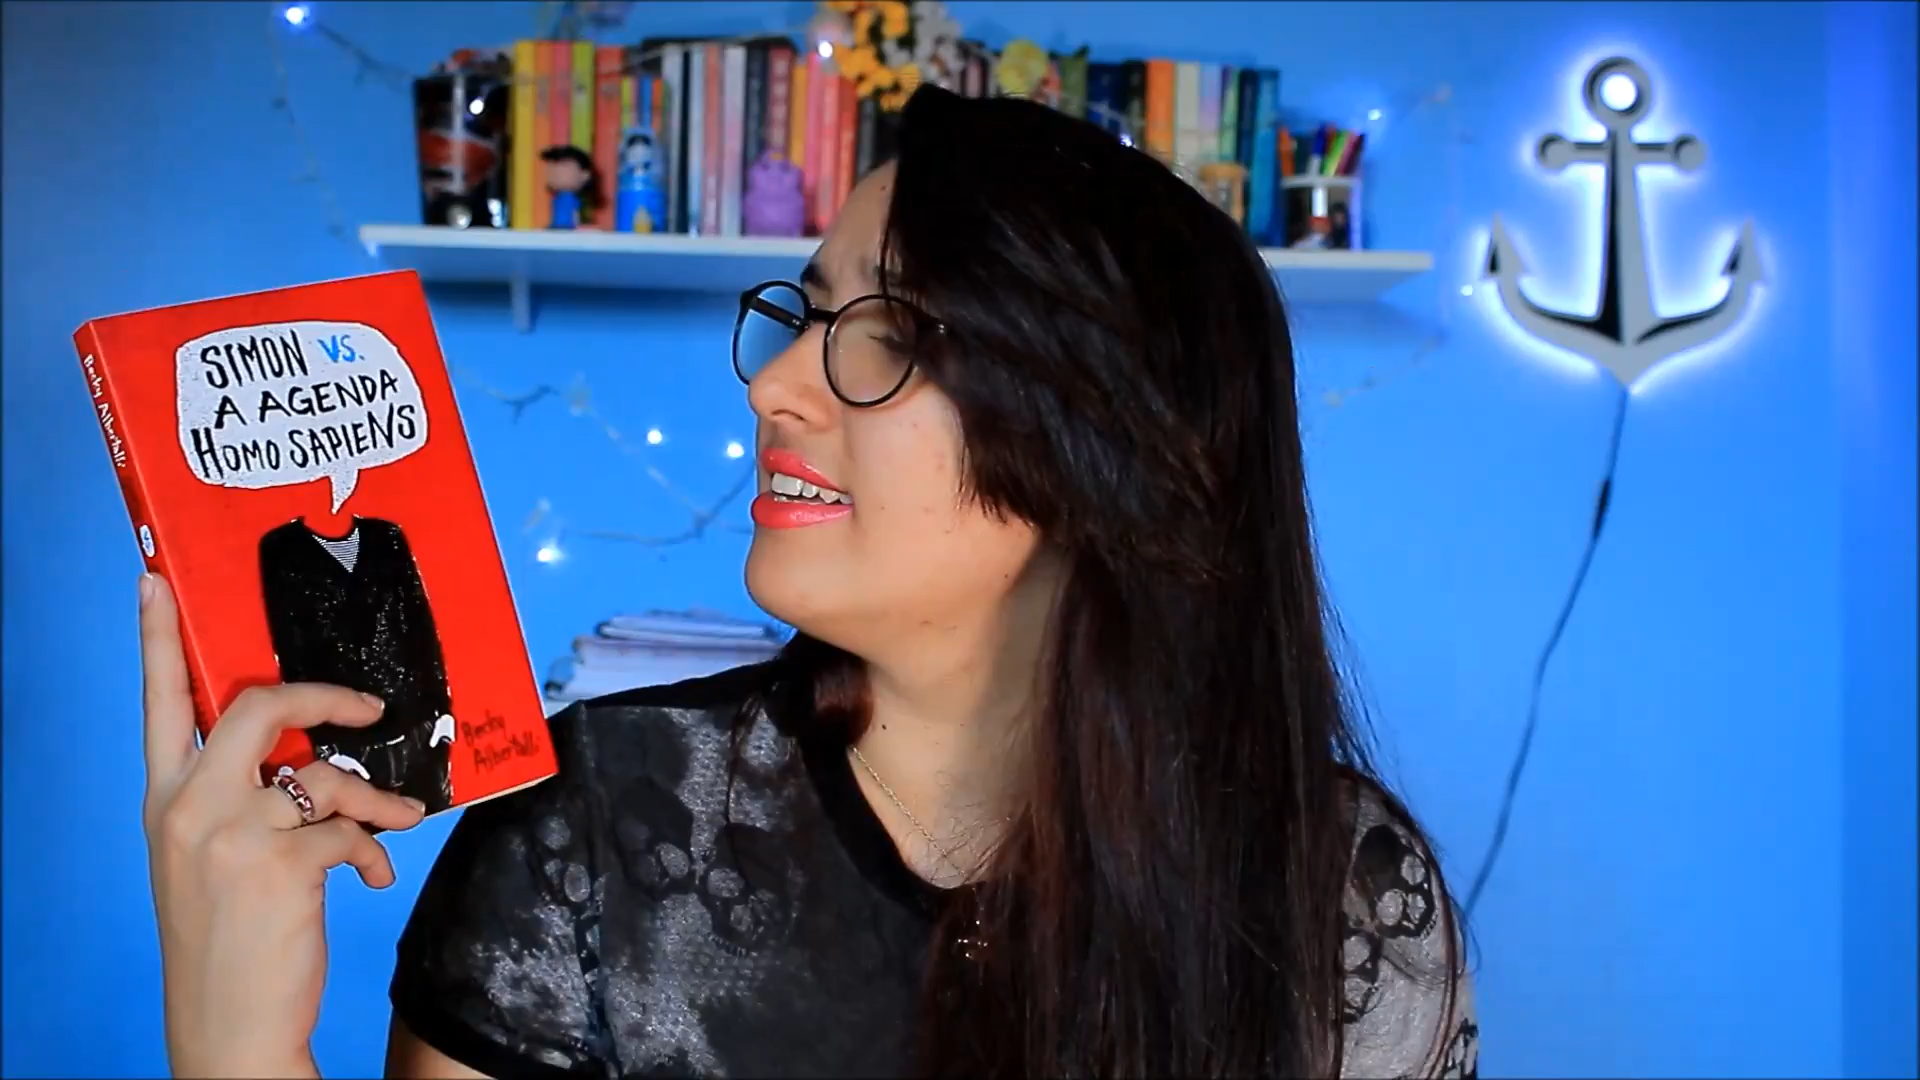 SIMON VS.
A AGENDA
HOMO SAPIENS
Becky Albertalli
Becky
Albertalli